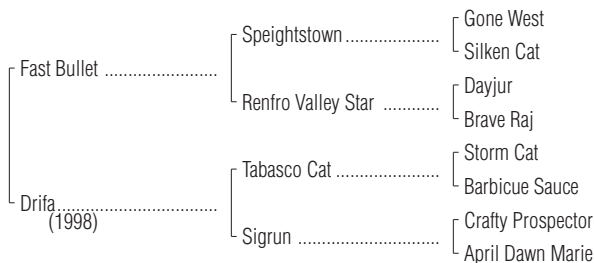 Gone West
Speightstown.....................
Silken Cat
Fast Bullet .........................
Dayjur
Renfro Valley Star ............
Brave Raj
Storm Cat
Tabasco Cat .......................
Barbicue Sauce
Drifa....................................
(1998)
Crafty Prospector
Sigrun ................................
April Dawn Marie